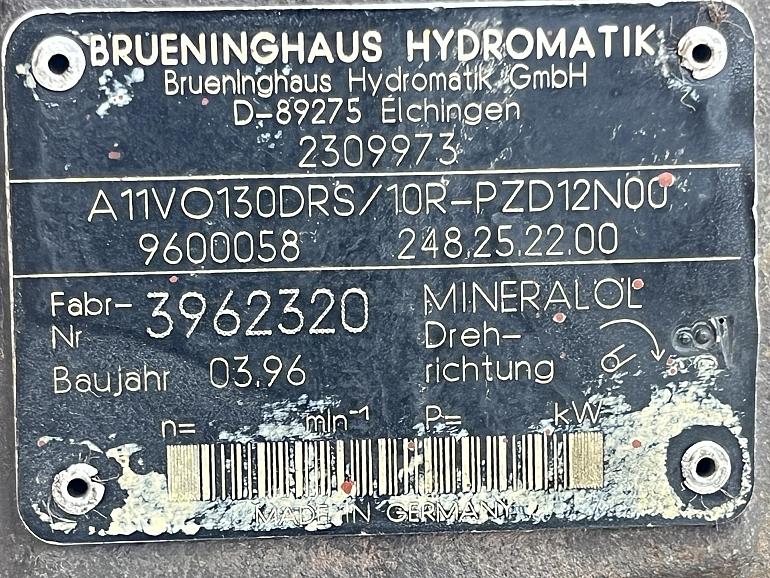 BRUENINGHAUS HYDROMATIK
Brueninghaus Hydromatik GmbH
D-89275 Elchingen
2309973
A11VO130DRS/10R-PZD12N00
9600058 248.25.22.00
Fabr-Nr 3962320 MINERALÖL
Baujahr 03.96 Dreh-richtung
n= min-1 P= kW
MADE IN GERMANY